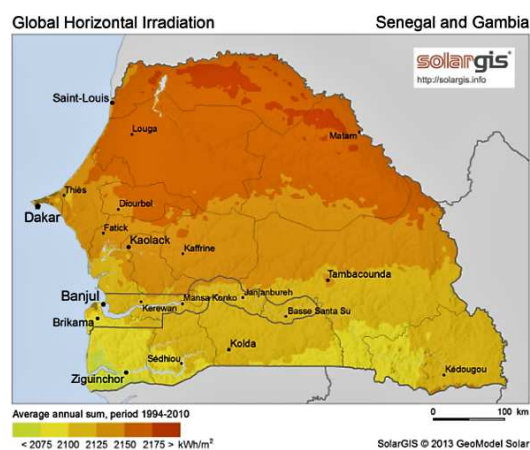 Global Horizontal Irradiation
Senegal and Gambia
solargis
http://solargis.info
Saint-Louis
Louga
Matam
Thiès
Dakar
Diourbel
Fatick
Kaolack
Kaffrine
Tambacounda
Banjul
Kerewan
Mansa Konko
Janjanbureh
Basse Santa Su
Brikama
Kolda
Sédhiou
Ziguinchor
Kédougou
Average annual sum, period 1994-2010
0 100 km
< 2075 2100 2125 2150 2175 > kWh/m²
SolarGIS © 2013 GeoModel Solar